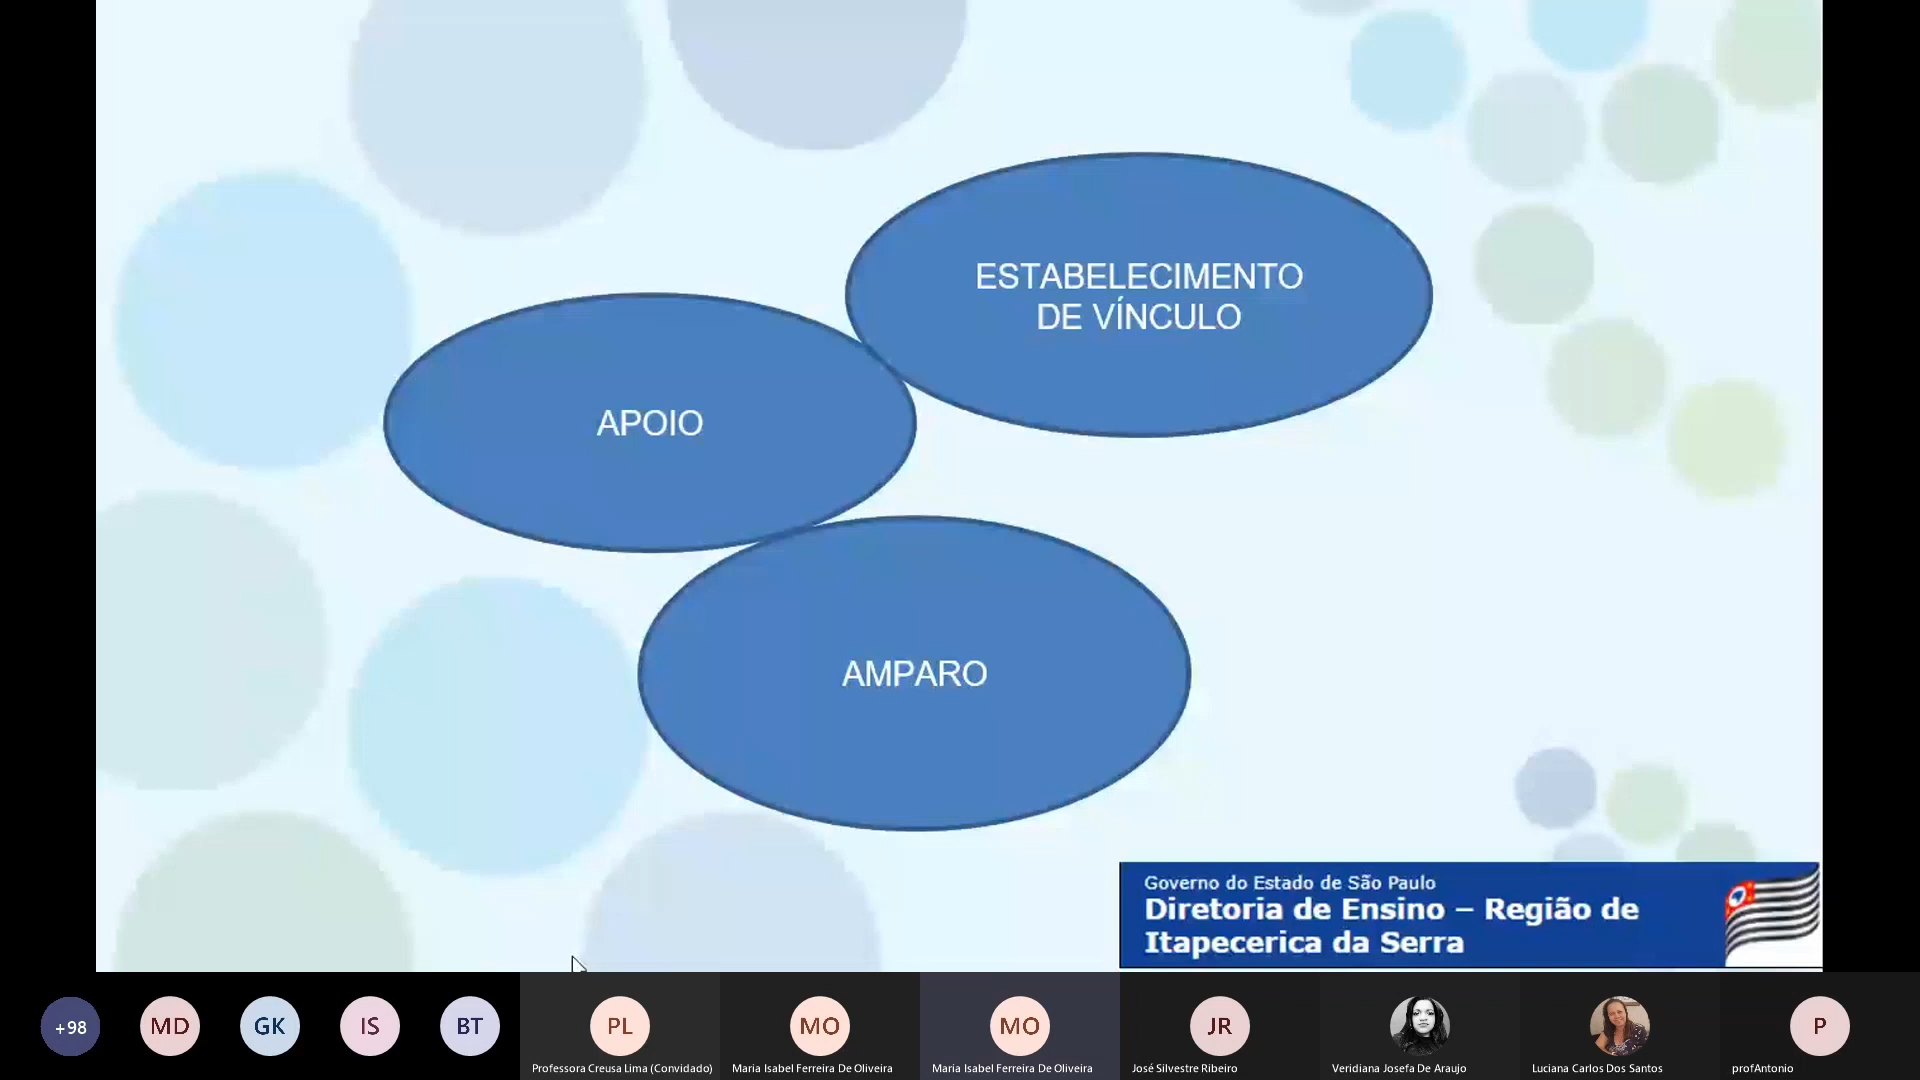 ESTABELECIMENTO
DE VÍNCULO
APOIO
AMPARO
Governo do Estado de São Paulo
Diretoria de Ensino – Região de
Itapecerica da Serra
+98
MD
GK
IS
BT
PL
MO
MO
JR
P
Professora Creusa Lima (Convidado)
Maria Isabel Ferreira De Oliveira
Maria Isabel Ferreira De Oliveira
José Silvestre Ribeiro
Veridiana Josefa De Araujo
Luciana Carlos Dos Santos
profAntonio